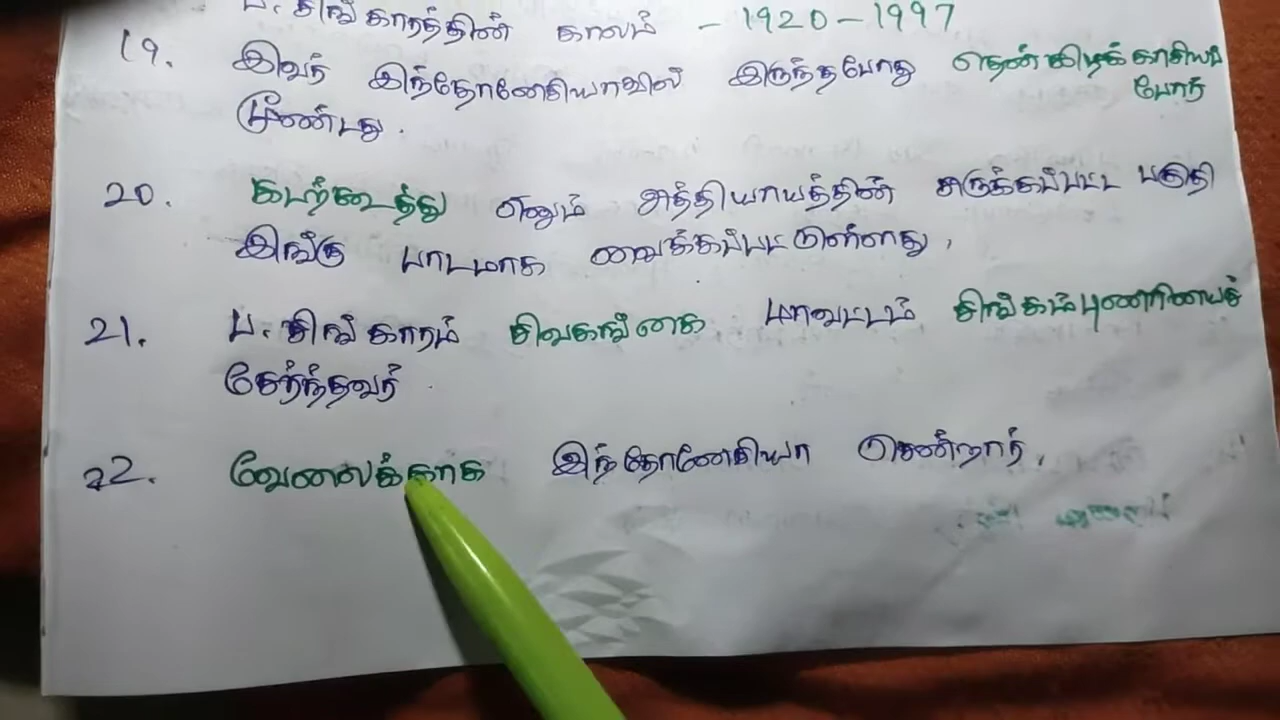 ப. சிங்காரத்தின் காலம் - 1920 - 1997
19. இவர் இந்தோனேசியாவில் இருந்தபோது தென்கிழக்காசியப்
போர்
மூண்டது.
20. கடற்கூத்து எனும் அத்தியாயத்தின் சுருக்கப்பட்ட பகுதி
இங்கு பாடமாக வைக்கப்பட்டுள்ளது.
21. ப. சிங்காரம் சிவகங்கை மாவட்டம் சிங்கம்புணரியைச்
சேர்ந்தவர்.
22. வேலைக்காக இந்தோனேசியா சென்றார்.